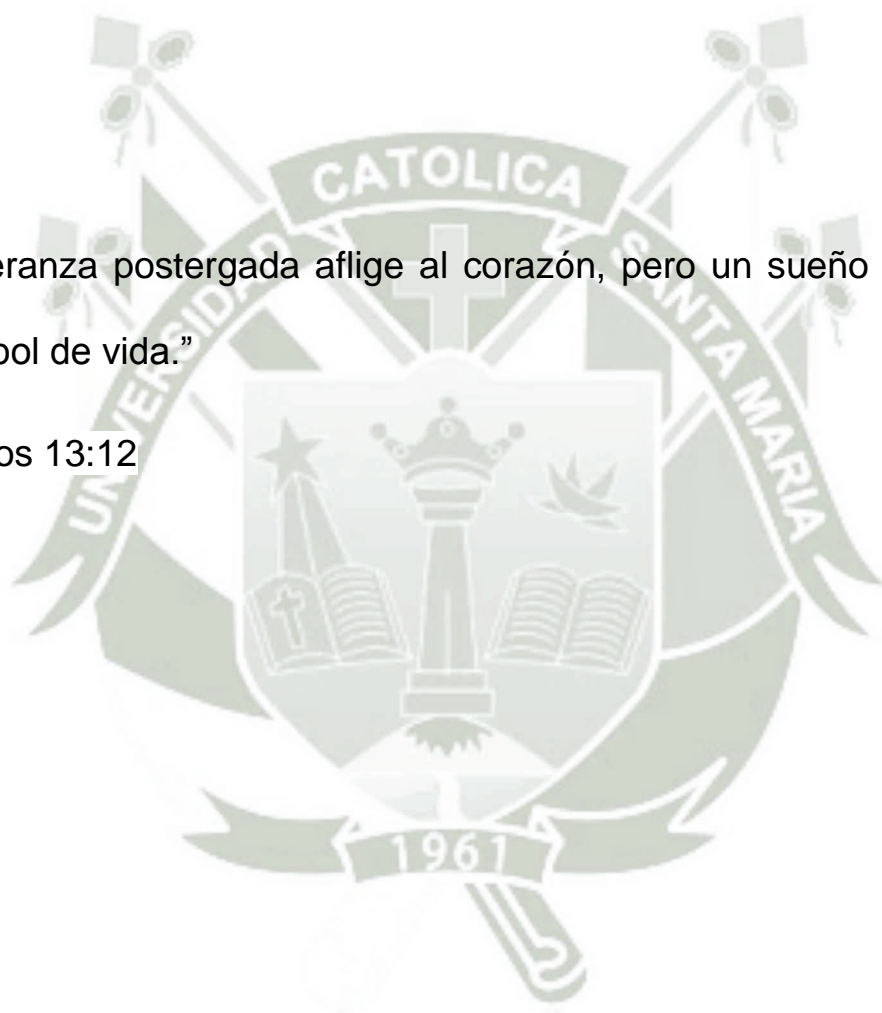 CATOLICA
UNIVERSIDAD
SANTA MARIA
eranza postergada aflige al corazón, pero un sueño
bol de vida.”
os 13:12
1961